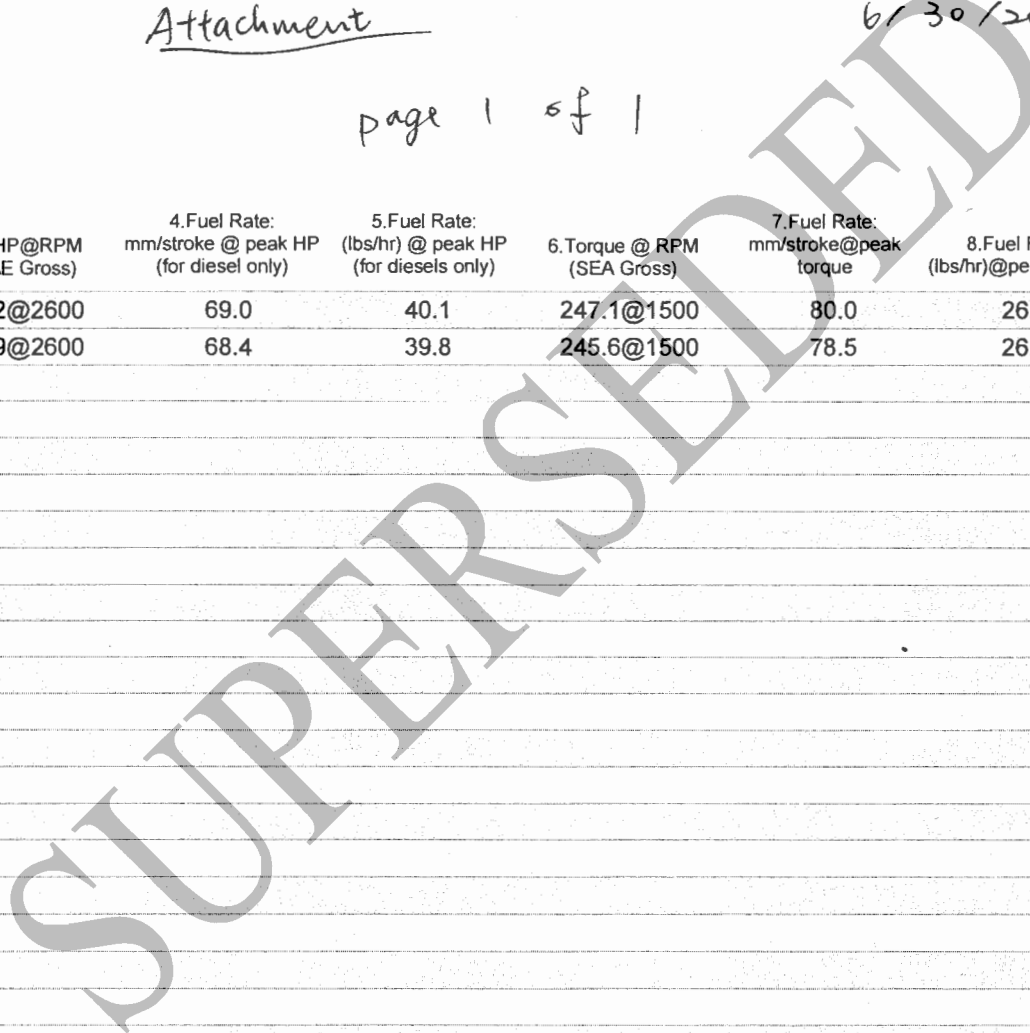 Attachment
6/30/2
page 1 of 1
HP@RPM
E Gross)
4.Fuel Rate:
mm/stroke @ peak HP
(for diesel only)
5.Fuel Rate:
(lbs/hr) @ peak HP
(for diesels only)
6.Torque @ RPM
(SEA Gross)
7.Fuel Rate:
mm/stroke@peak
torque
8.Fuel
(lbs/hr)@pe
2@2600 69.0 40.1 247.1@1500 80.0 26
9@2600 68.4 39.8 245.6@1500 78.5 26
SUPERSEDED